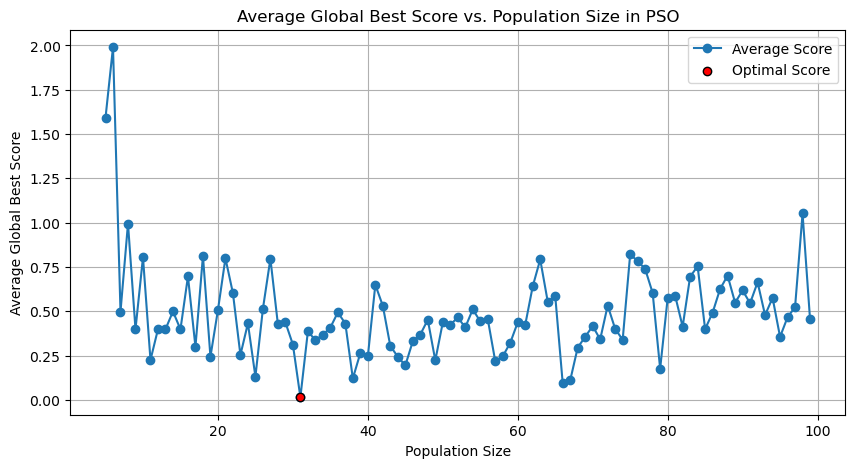 Average Global Best Score vs. Population Size in PSO
2.00
1.75
1.50
1.25
1.00
0.75
0.50
0.25
0.00
Average Global Best Score
Average Score
Optimal Score
20
40
60
80
100
Population Size